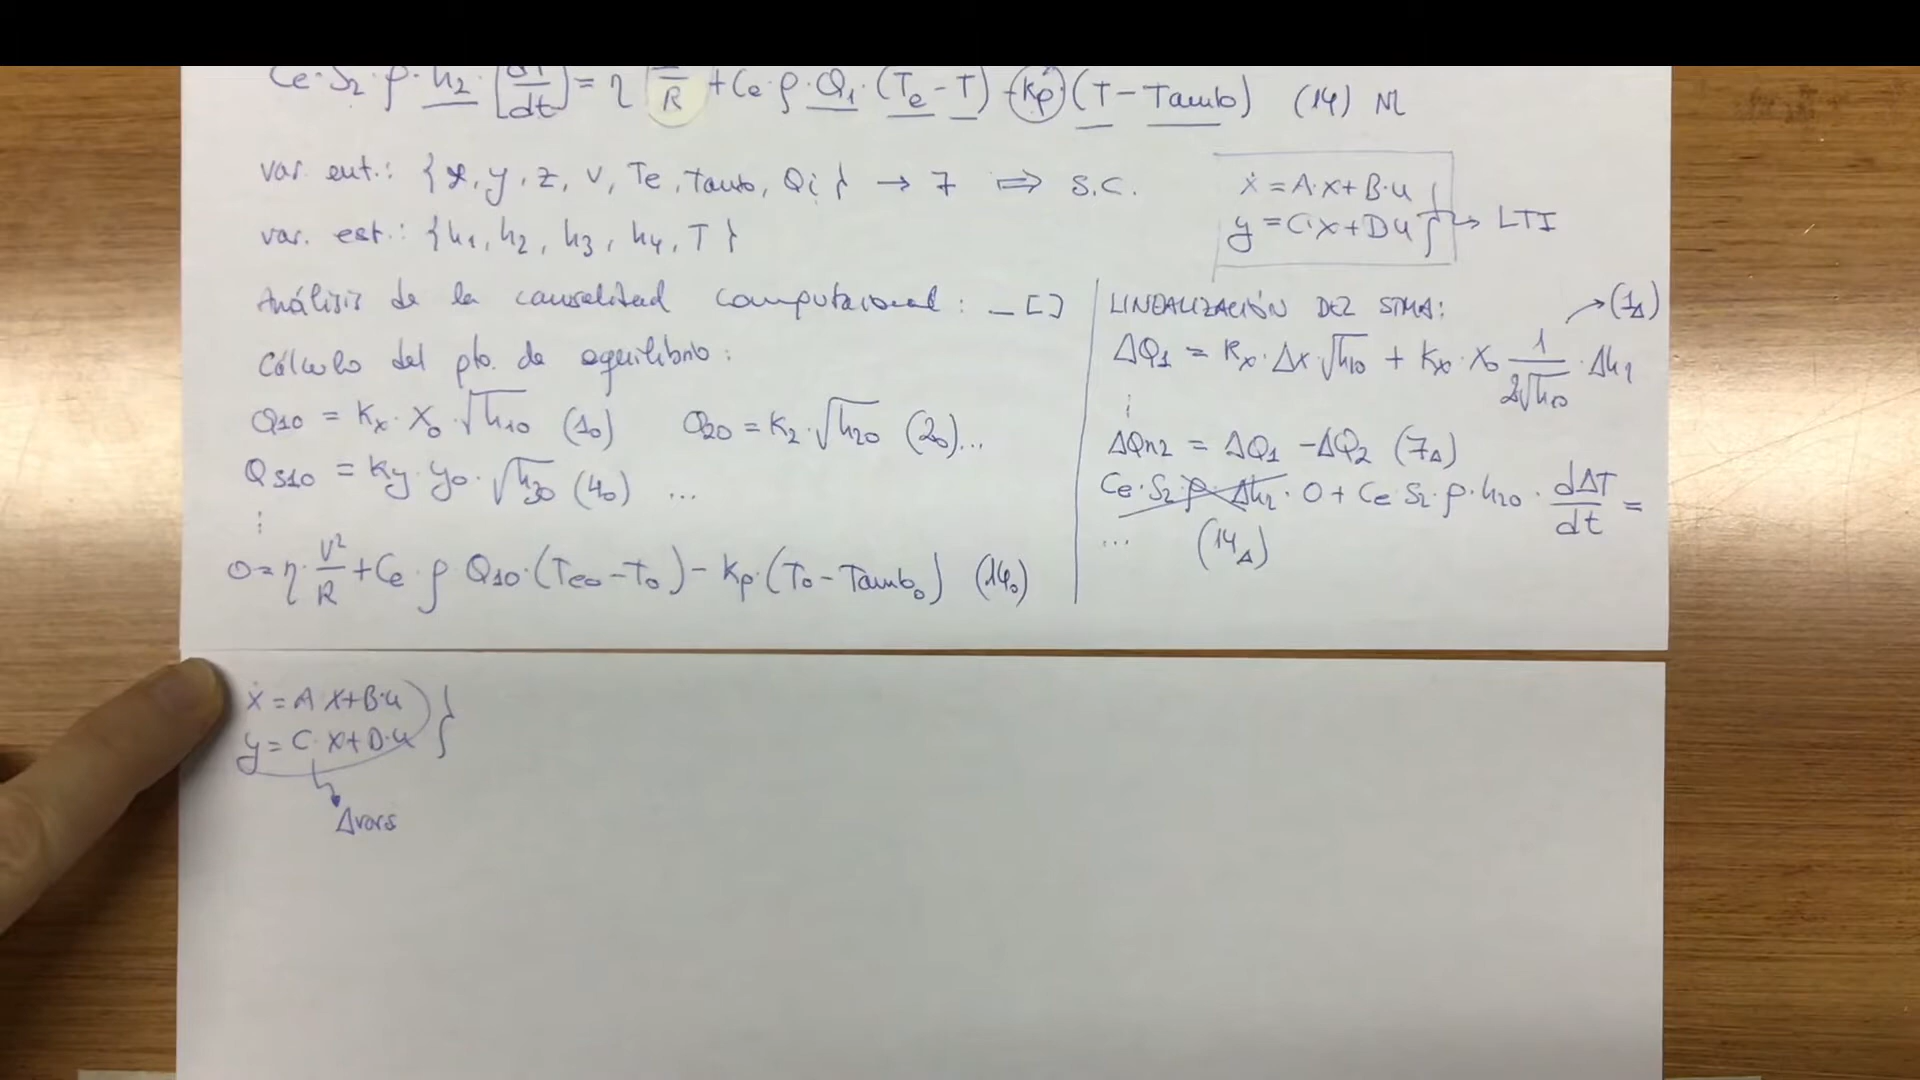 Ce·S2·ρ·h2·[dT/dt] = η /R + Ce·ρ·Q1·(Te-T) - Kp·(T-Tamb) (14) NL
var. ent.: {x, y, z, v, Te, Tamb, Qi} → 7 ⇒ S.C.
var. est.: {h1, h2, h3, h4, T}
ẋ = A·x+B·u
y = C·x+Du } → LTI
Análisis de la causalidad computacional: _ []
Cálculo del pto. de equilibrio:
Q10 = Kx·X0·√h10 (1₀) Q20 = K2·√h20 (2₀)...
QS10 = Ky·y0·√h30 (4₀) ...
⋮
0 = η·V²/R + Ce·ρ·Q10·(Te0-T0) - Kp·(T0-Tamb0) (14₀)
LINEALIZACIÓN DEL STMA:
ΔQ1 = Kx·Δx·√h10 + Kx·X0 1/2√h10 ·Δh1 → (1Δ)
⋮
ΔQn2 = ΔQ1 - ΔQ2 (7Δ)
Ce·S2·ρ·Δh2·0 + Ce S2·ρ·h20·dΔT/dt =
... (14Δ)
ẋ = A·x+B·u
y = C·x+D·u }
Δvars